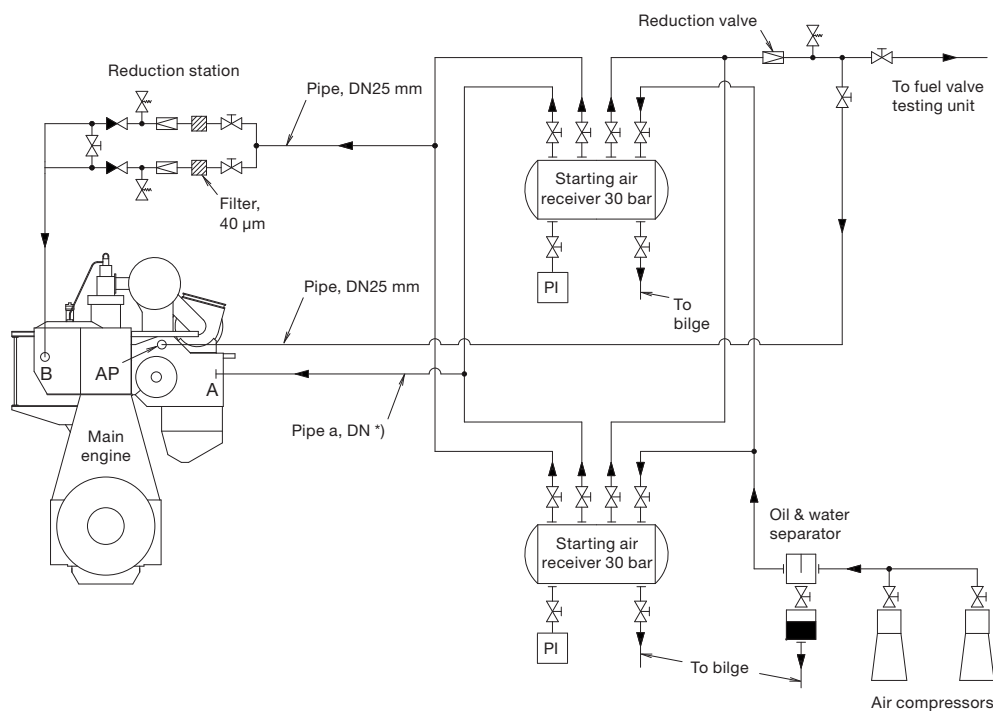 Reduction valve
Reduction station
Pipe, DN25 mm
To fuel valve
testing unit
Starting air
receiver 30 bar
Filter,
40 µm
PI
To
bilge
Pipe, DN25 mm
B
AP
A
Pipe a, DN *)
Main
engine
Oil & water
separator
Starting air
receiver 30 bar
PI
To bilge
Air compressors